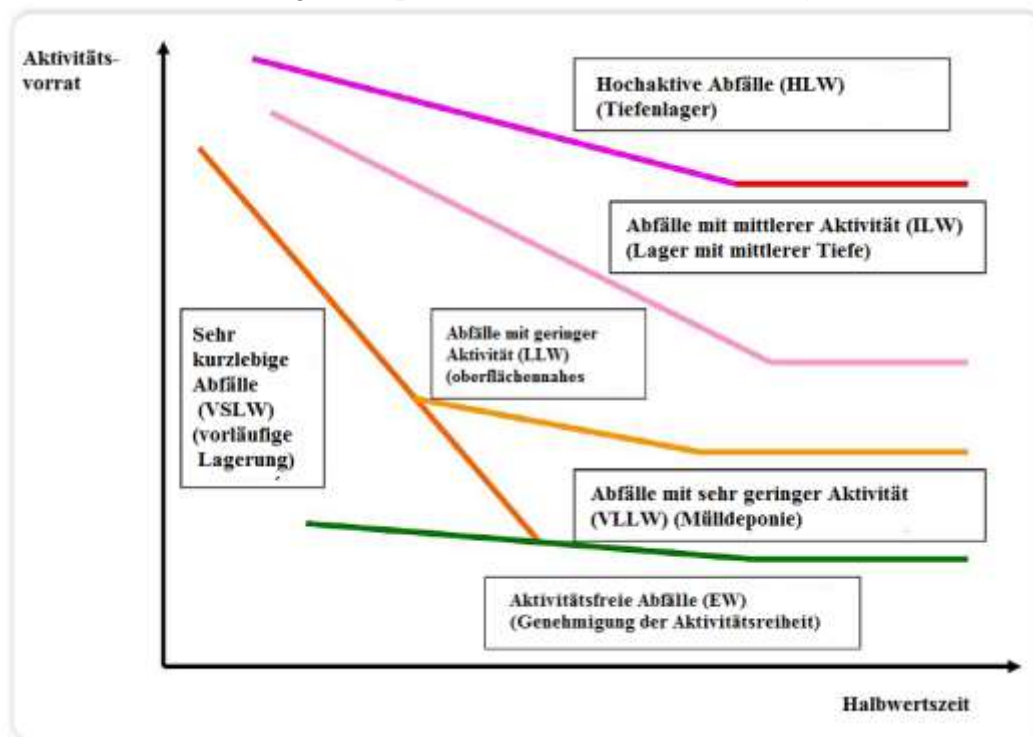 Aktivitäts-
vorrat
Hochaktive Abfälle (HLW)
(Tiefenlager)
Abfälle mit mittlerer Aktivität (ILW)
(Lager mit mittlerer Tiefe)
Sehr
kurzlebige
Abfälle
(VSLW)
(vorläufige
Lagerung)
Abfälle mit geringer
Aktivität (LLW)
(oberflächennahes
Abfälle mit sehr geringer Aktivität
(VLLW) (Mülldeponie)
Aktivitätsfreie Abfälle (EW)
(Genehmigung der Aktivitätsreiheit)
Halbwertszeit